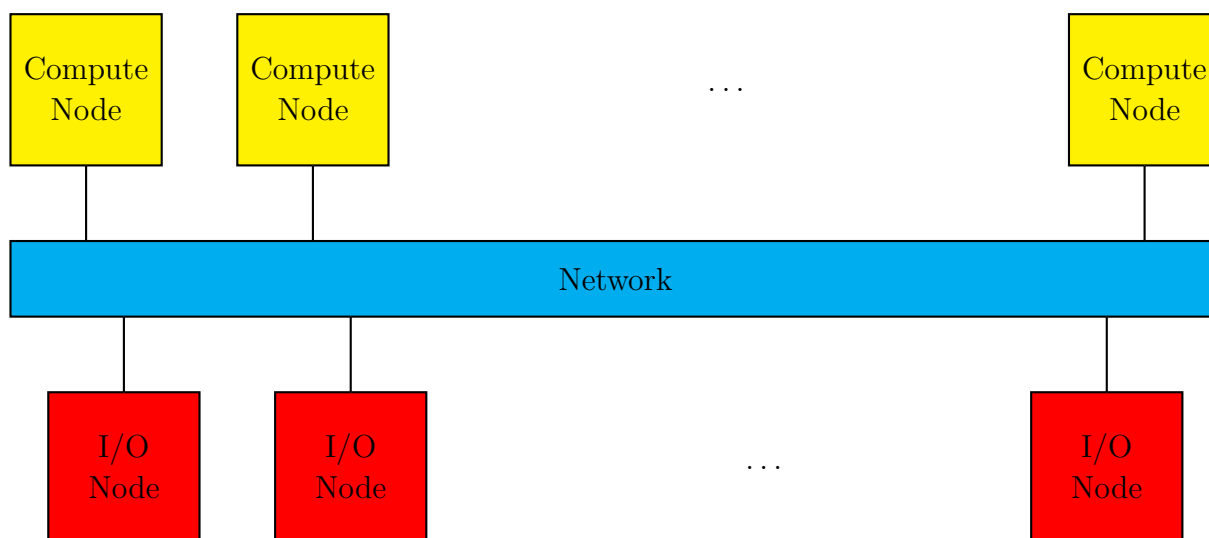 Compute
Node
Compute
Node
. . .
Compute
Node
Network
I/O
Node
I/O
Node
. . .
I/O
Node